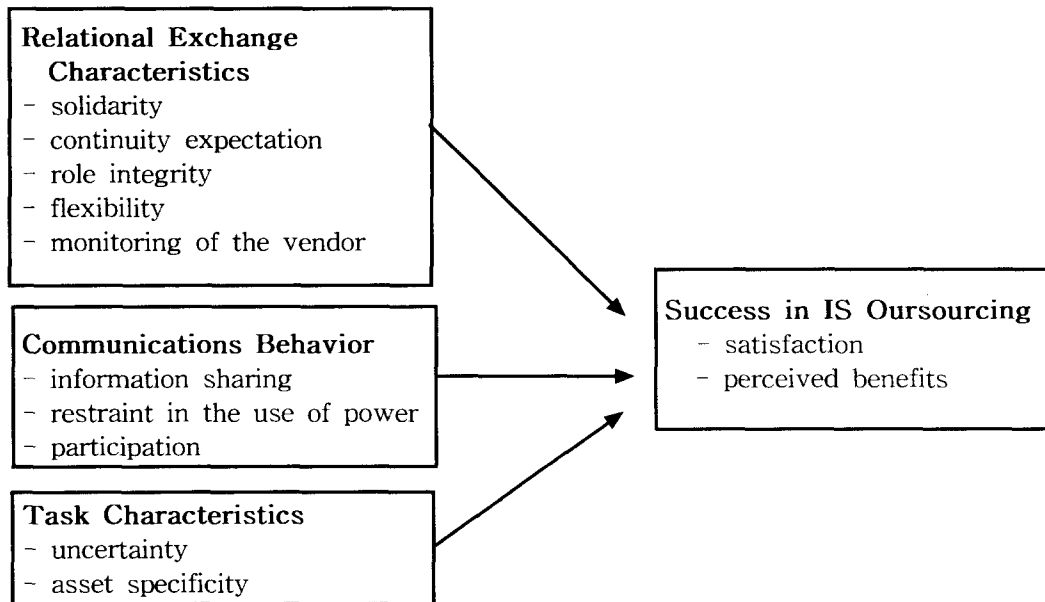 Relational Exchange
Characteristics
- solidarity
- continuity expectation
- role integrity
- flexibility
- monitoring of the vendor
Communications Behavior
- information sharing
- restraint in the use of power
- participation
Task Characteristics
- uncertainty
- asset specificity
Success in IS Oursourcing
- satisfaction
- perceived benefits